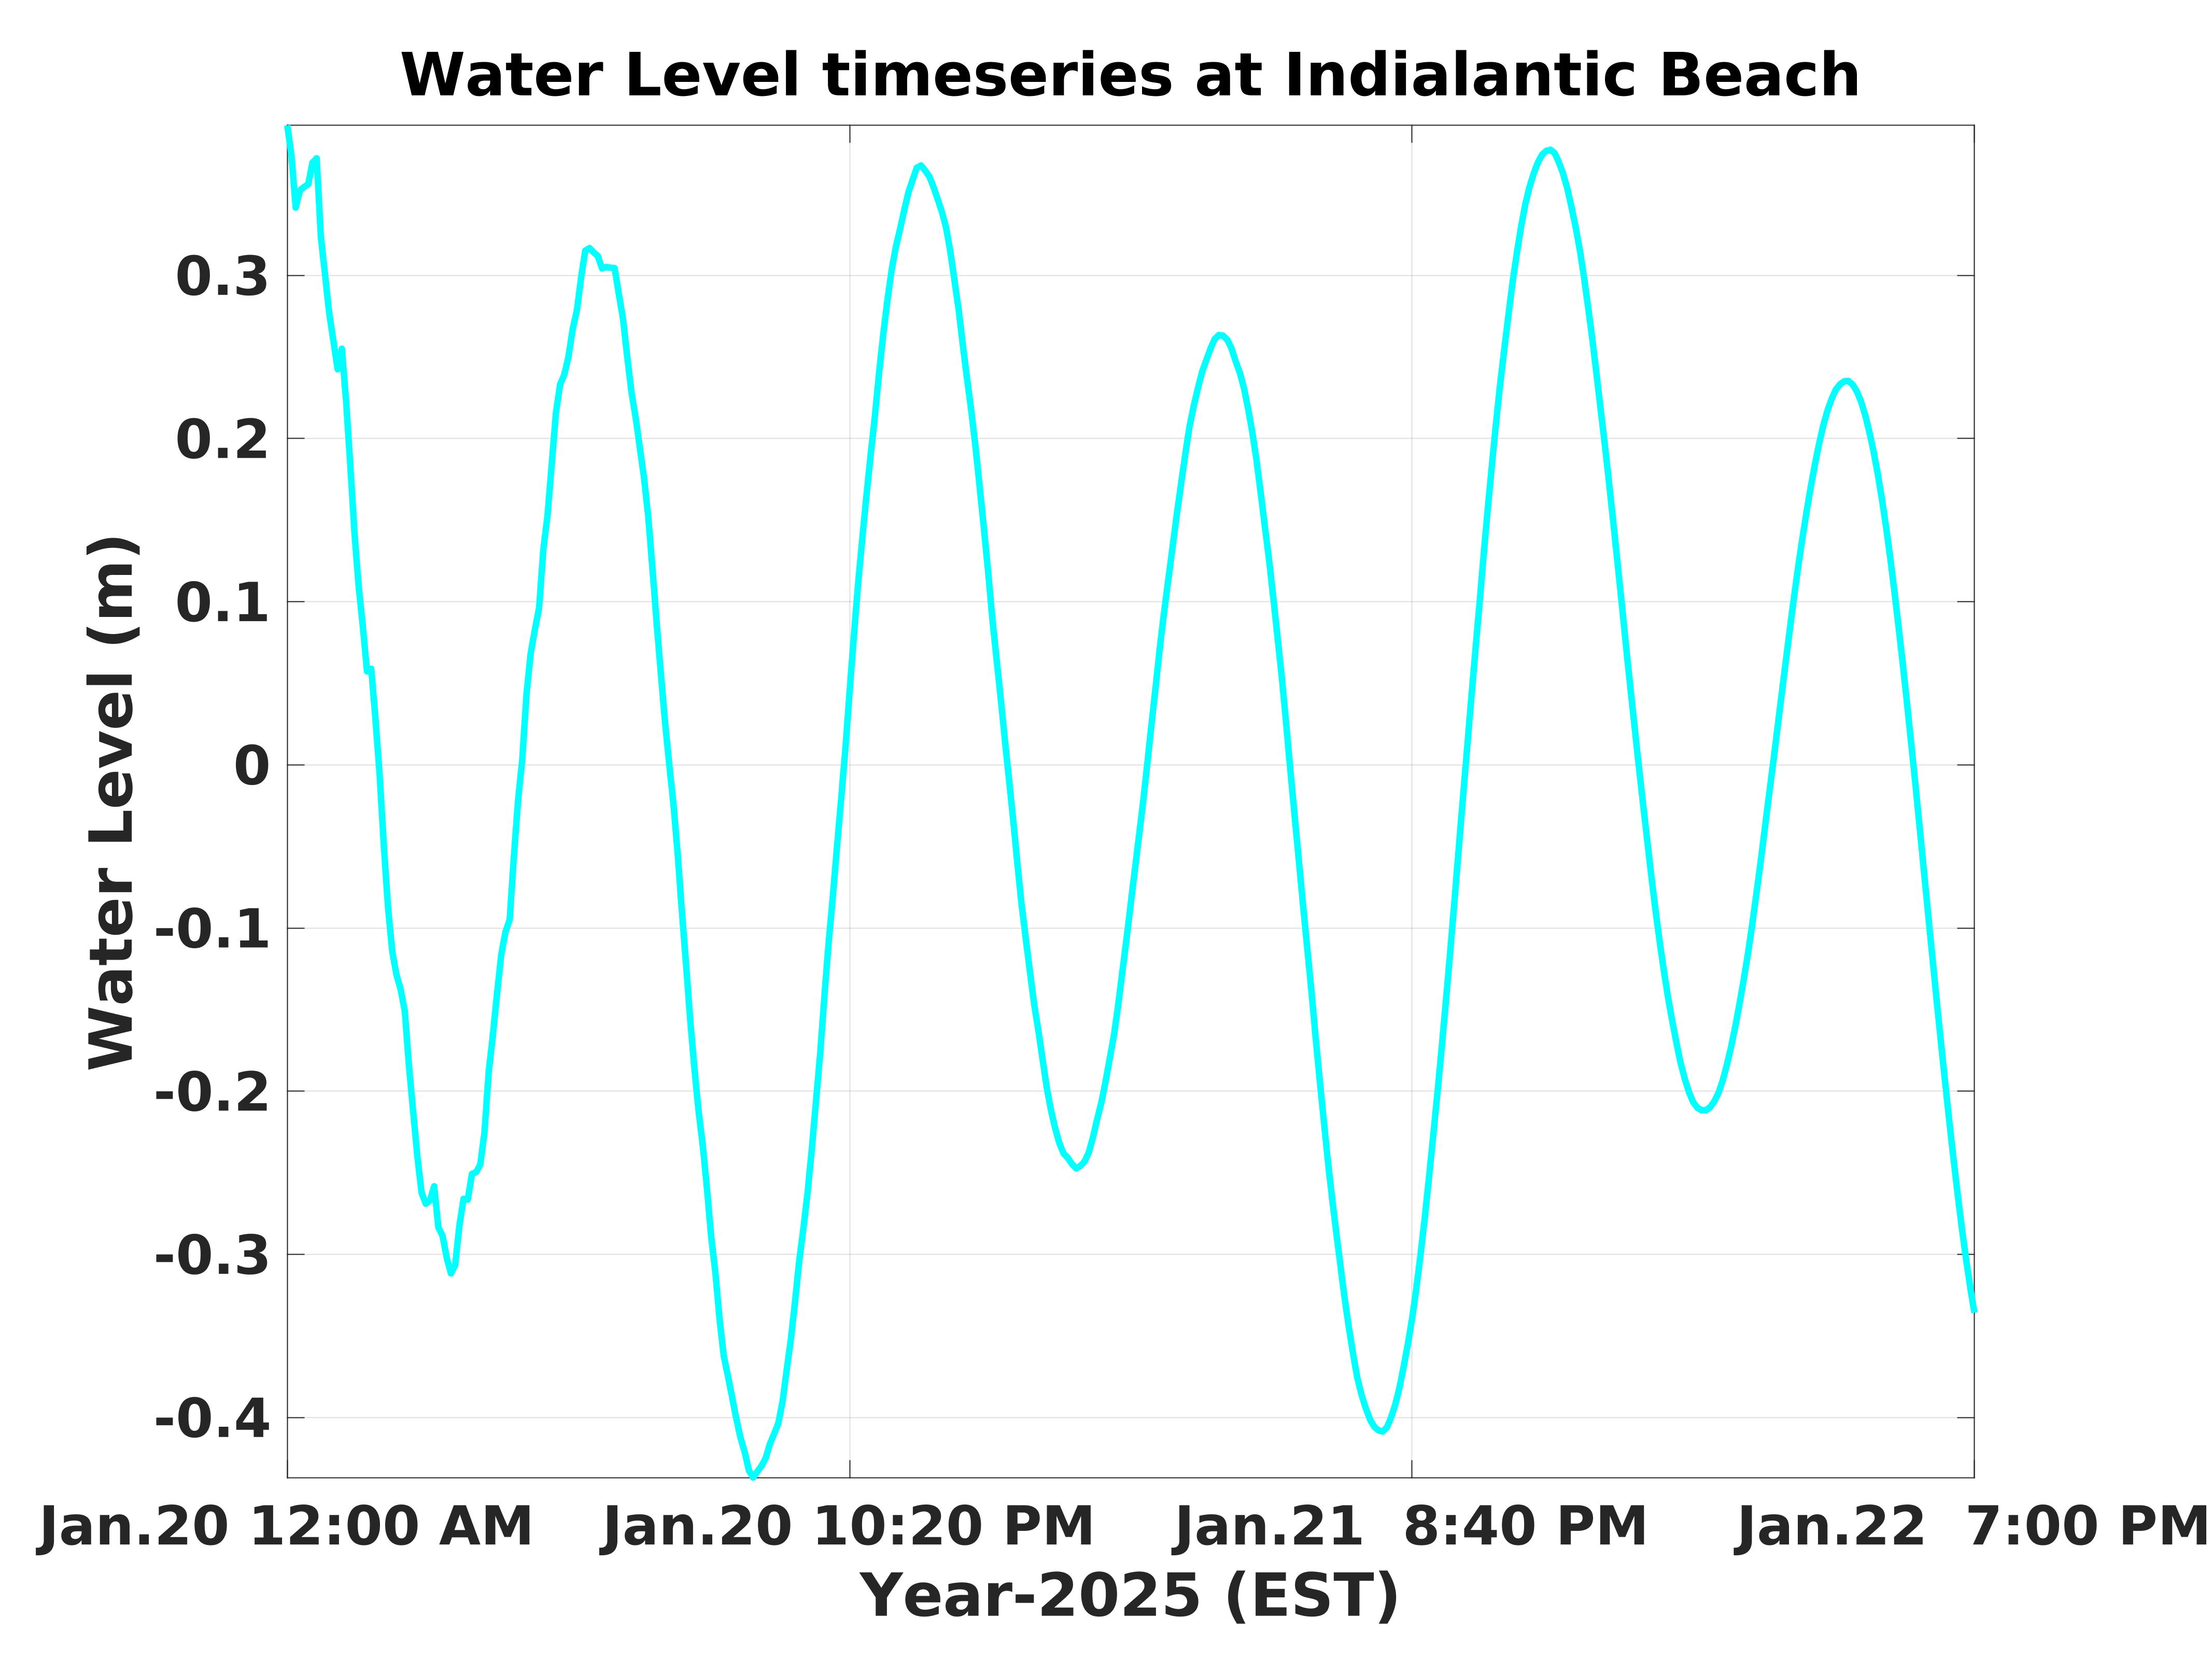 Water Level timeseries at Indialantic Beach
Water Level (m)
0.3
0.2
0.1
0
-0.1
-0.2
-0.3
-0.4
Jan.20 12:00 AM Jan.20 10:20 PM Jan.21 8:40 PM Jan.22 7:00 PM
Year-2025 (EST)